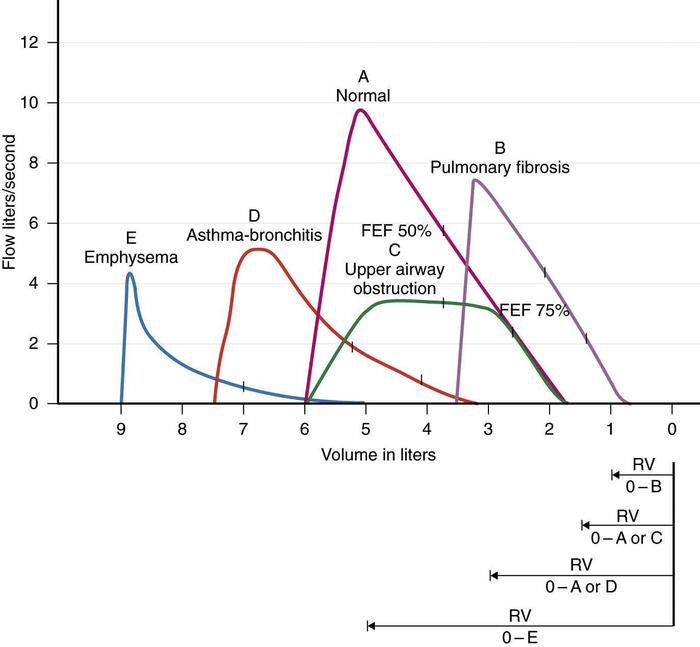 12
10
8
6
4
2
0
Flow liters/second
A
Normal
B
Pulmonary fibrosis
D
Asthma-bronchitis
E
Emphysema
FEF 50%
C
Upper airway
obstruction
FEF 75%
9 8 7 6 5 4 3 2 1 0
Volume in liters
RV
0–B
RV
0–A or C
RV
0–A or D
RV
0–E